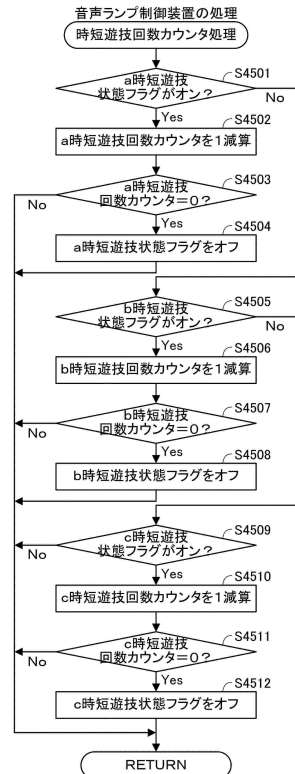 音声ランプ制御装置の処理
時短遊技回数カウンタ処理
S4501
a時短遊技
状態フラグがオン？
No
Yes
S4502
a時短遊技回数カウンタを1減算
S4503
a時短遊技
回数カウンタ＝0？
No
Yes
S4504
a時短遊技状態フラグをオフ
S4505
b時短遊技
状態フラグがオン？
No
Yes
S4506
b時短遊技回数カウンタを1減算
S4507
b時短遊技
回数カウンタ＝0？
No
Yes
S4508
b時短遊技状態フラグをオフ
S4509
c時短遊技
状態フラグがオン？
No
Yes
S4510
c時短遊技回数カウンタを1減算
S4511
c時短遊技
回数カウンタ＝0？
No
Yes
S4512
c時短遊技状態フラグをオフ
RETURN